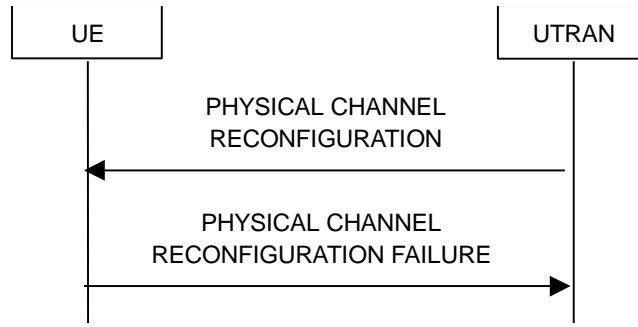 UE
UTRAN
PHYSICAL CHANNEL
RECONFIGURATION
PHYSICAL CHANNEL
RECONFIGURATION FAILURE